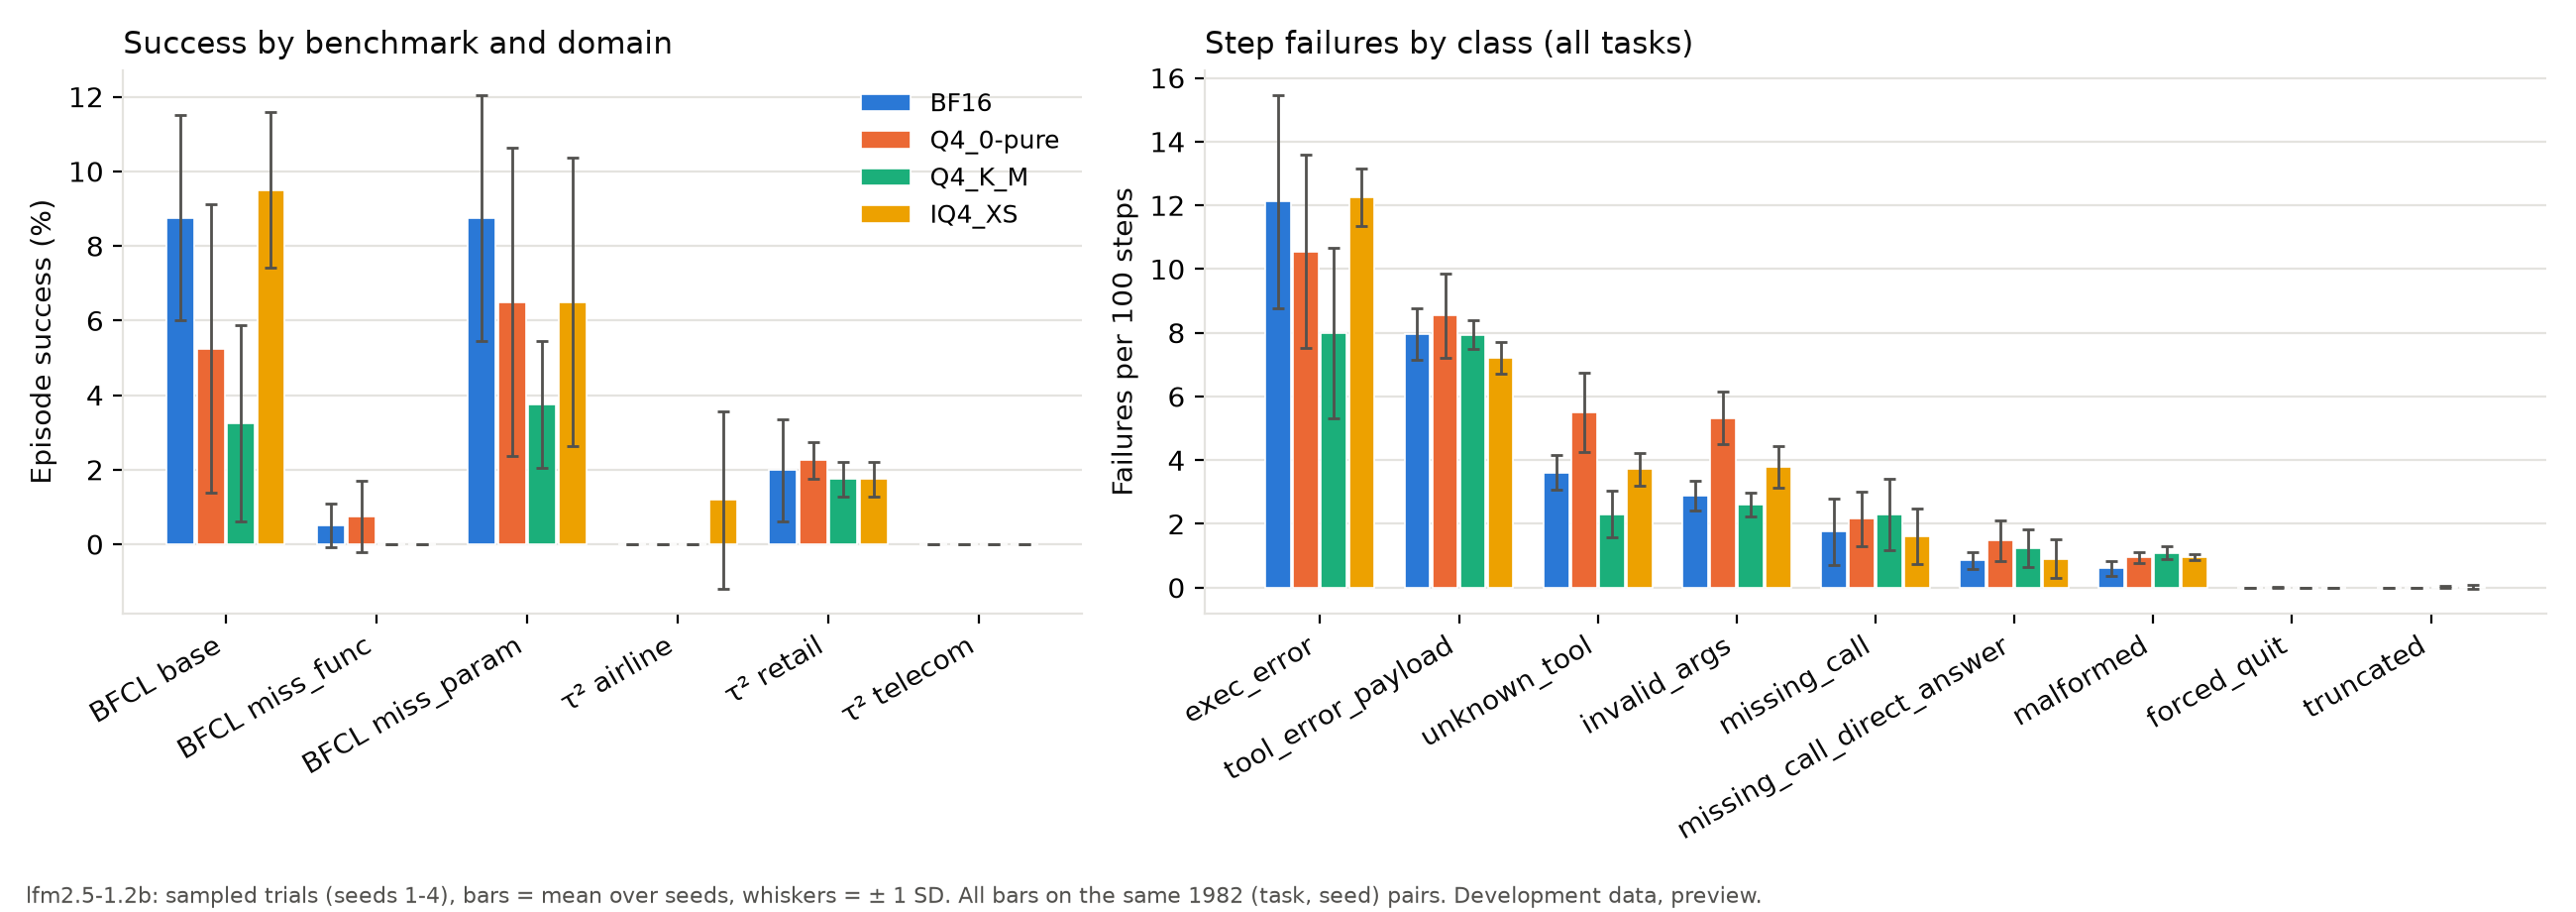 Success by benchmark and domain
Episode success (%)
12
10
8
6
4
2
0
BF16
Q4_0-pure
Q4_K_M
IQ4_XS
BFCL base
BFCL miss_func
BFCL miss_param
τ² airline
τ² retail
τ² telecom
Step failures by class (all tasks)
Failures per 100 steps
16
14
12
10
8
6
4
2
0
exec_error
tool_error_payload
unknown_tool
invalid_args
missing_call
missing_call_direct_answer
malformed
forced_quit
truncated
lfm2.5-1.2b: sampled trials (seeds 1-4), bars = mean over seeds, whiskers = ± 1 SD. All bars on the same 1982 (task, seed) pairs. Development data, preview.